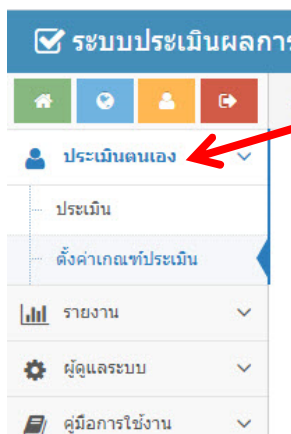 ระบบประเมินผลการ
ประเมินตนเอง
ประเมิน
ตั้งค่าเกณฑ์ประเมิน
รายงาน
ผู้ดูแลระบบ
คู่มือการใช้งาน